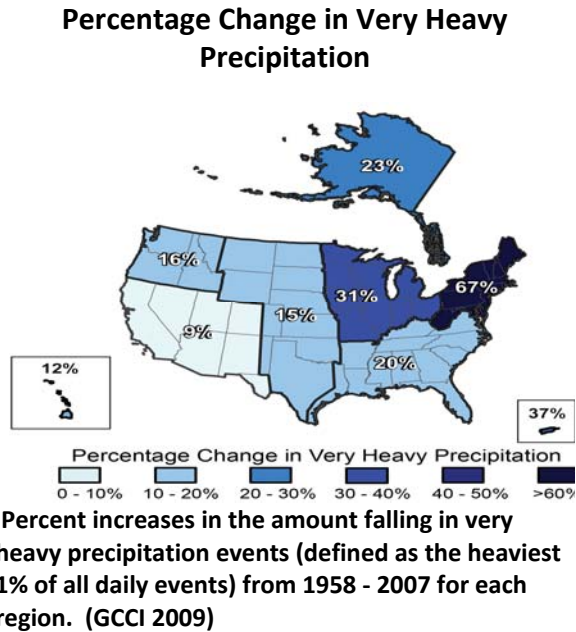 Percentage Change in Very Heavy
Precipitation
23%
16%
67%
31%
15%
9%
20%
12%
37%
Percentage Change in Very Heavy Precipitation
0 - 10% 10 - 20% 20 - 30% 30 - 40% 40 - 50% >60%
Percent increases in the amount falling in very
heavy precipitation events (defined as the heaviest
1% of all daily events) from 1958 - 2007 for each
region. (GCCI 2009)